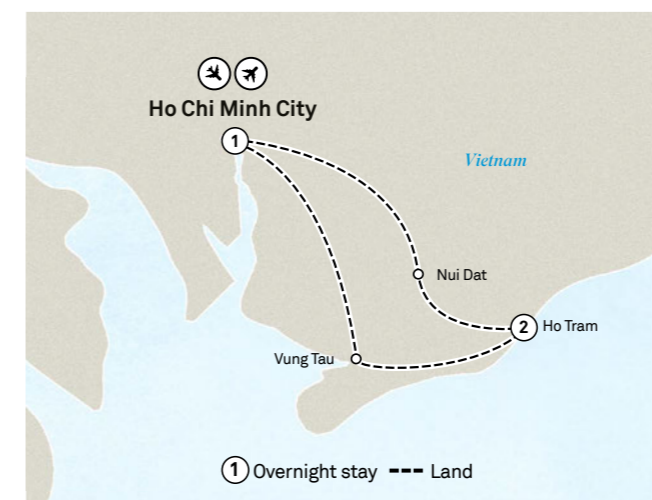 Ho Chi Minh City
1
Vietnam
Nui Dat
2 Ho Tram
Vung Tau
1 Overnight stay Land